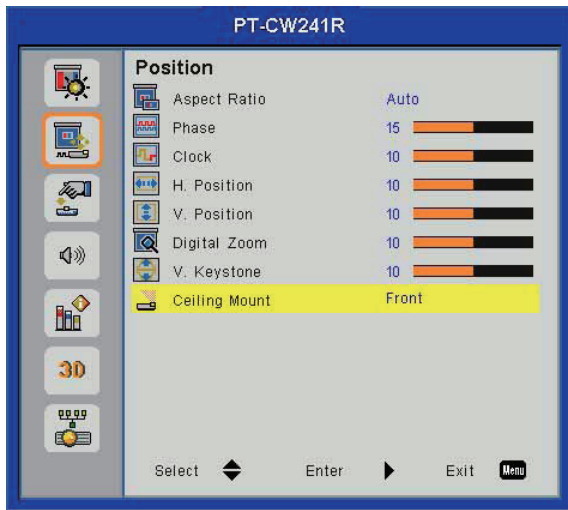 PT-CW241R
Position
Aspect Ratio Auto
Phase 15
Clock 10
H. Position 10
V. Position 10
Digital Zoom 10
V. Keystone 10
Ceiling Mount Front
3D
Select Enter Exit Menu